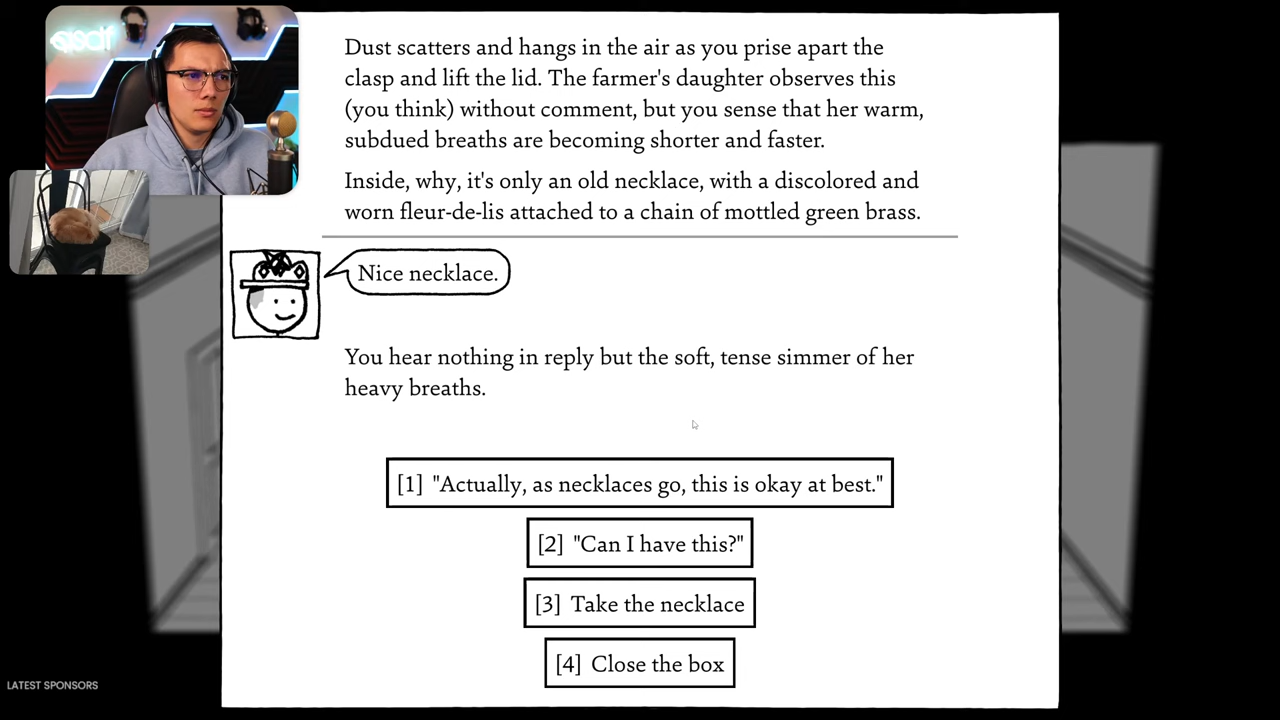 Dust scatters and hangs in the air as you prise apart the
clasp and lift the lid. The farmer's daughter observes this
(you think) without comment, but you sense that her warm,
subdued breaths are becoming shorter and faster.
Inside, why, it's only an old necklace, with a discolored and
worn fleur-de-lis attached to a chain of mottled green brass.
Nice necklace.
You hear nothing in reply but the soft, tense simmer of her
heavy breaths.
[1] "Actually, as necklaces go, this is okay at best."
[2] "Can I have this?"
[3] Take the necklace
[4] Close the box
LATEST SPONSORS